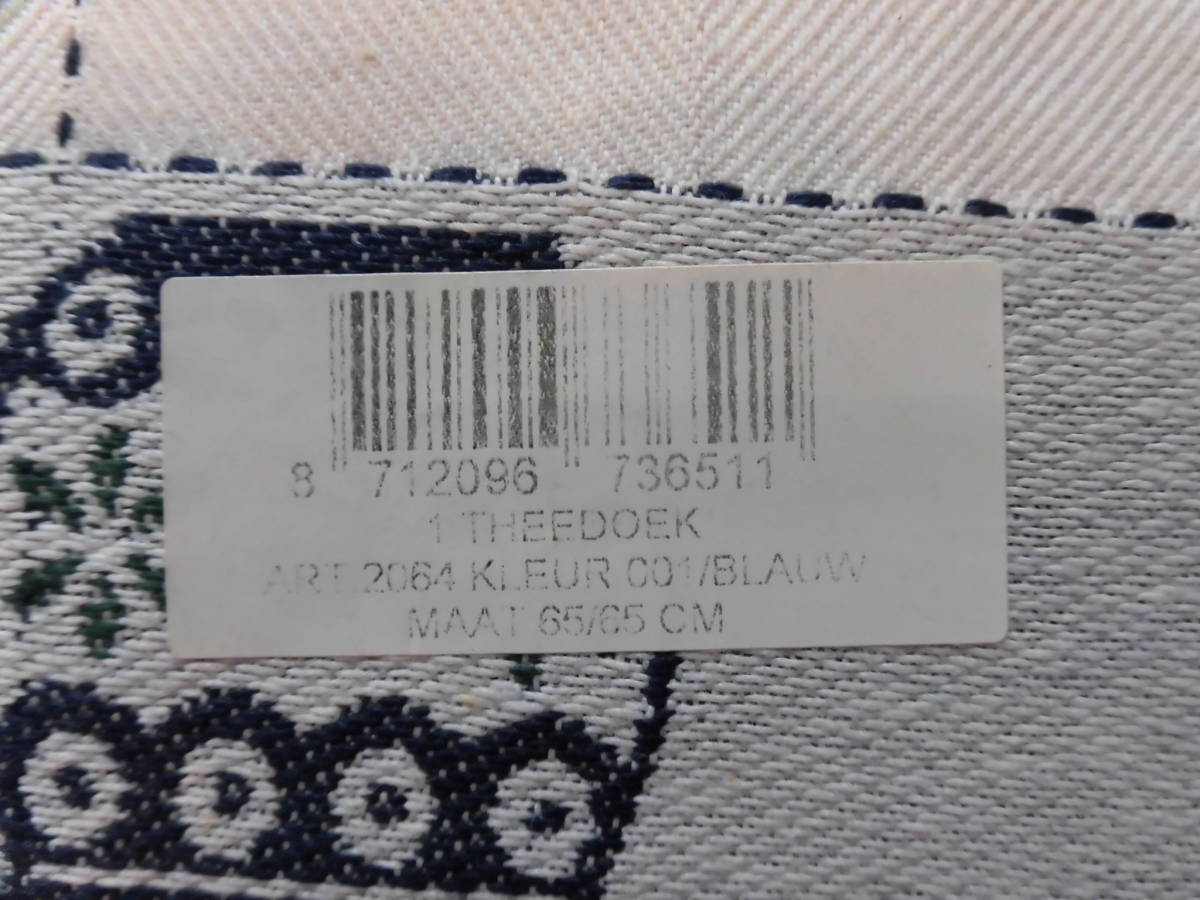 8 712096 736511
1 THEEDOEK
ART.2064 KLEUR 001/BLAUW
MAAT 65/65 CM